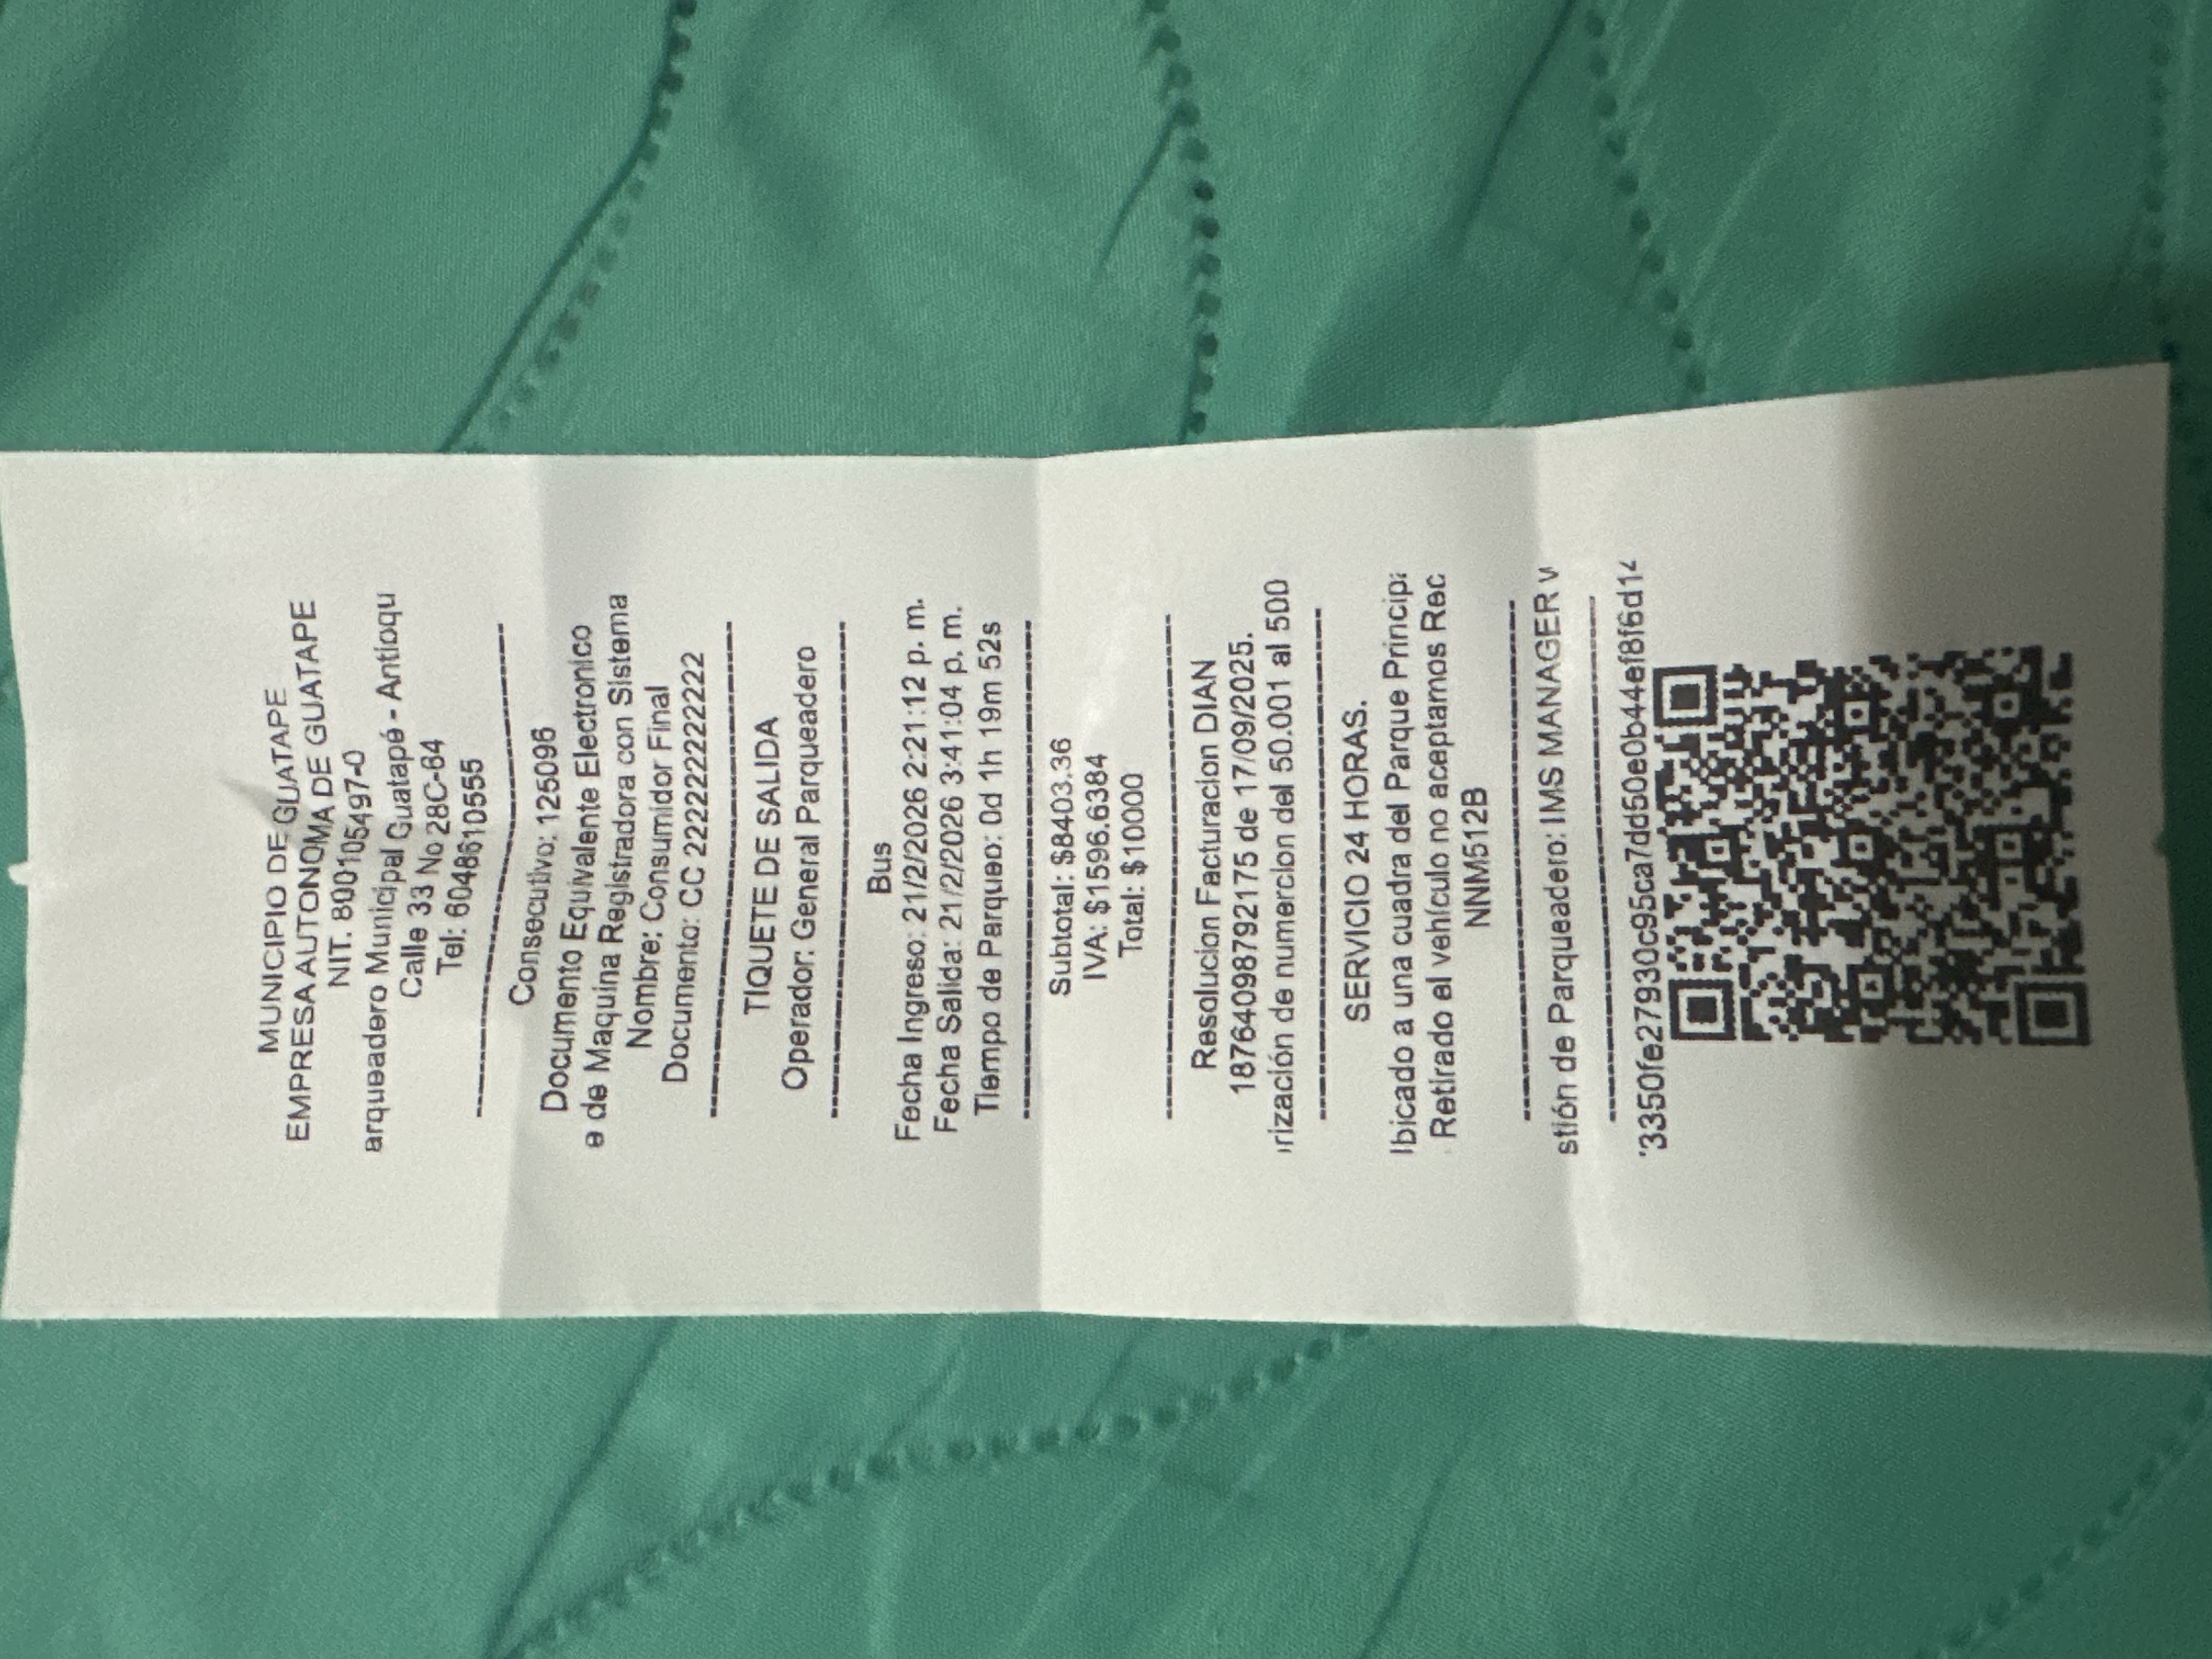 MUNICIPIO DE GUATAPE
EMPRESA AUTONOMA DE GUATAPE
NIT. 800105497-0
arqueadero Municipal Guatapé - Antioqu
Calle 33 No 28C-64
Tel: 6048610555
Consecutivo: 125096
Documento Equivalente Electronico
e de Maquina Registradora con Sistema
Nombre: Consumidor Final
Documento: CC 222222222222
TIQUETE DE SALIDA
Operador: General Parqueadero
Bus
Fecha Ingreso: 21/2/2026 2:21:12 p. m.
Fecha Salida: 21/2/2026 3:41:04 p. m.
Tiempo de Parqueo: 0d 1h 19m 52s
Subtotal: $8403.36
IVA: $1596.6384
Total: $10000
Resolucion Facturacion DIAN
18764098792175 de 17/09/2025.
rización de numercion del 50.001 al 500
SERVICIO 24 HORAS.
bicado a una cuadra del Parque Principa
Retirado el vehículo no aceptamos Rec
NNM512B
stión de Parqueadero: IMS MANAGER v
3350fe27930c95ca7dd50e0b44ef8f6d14